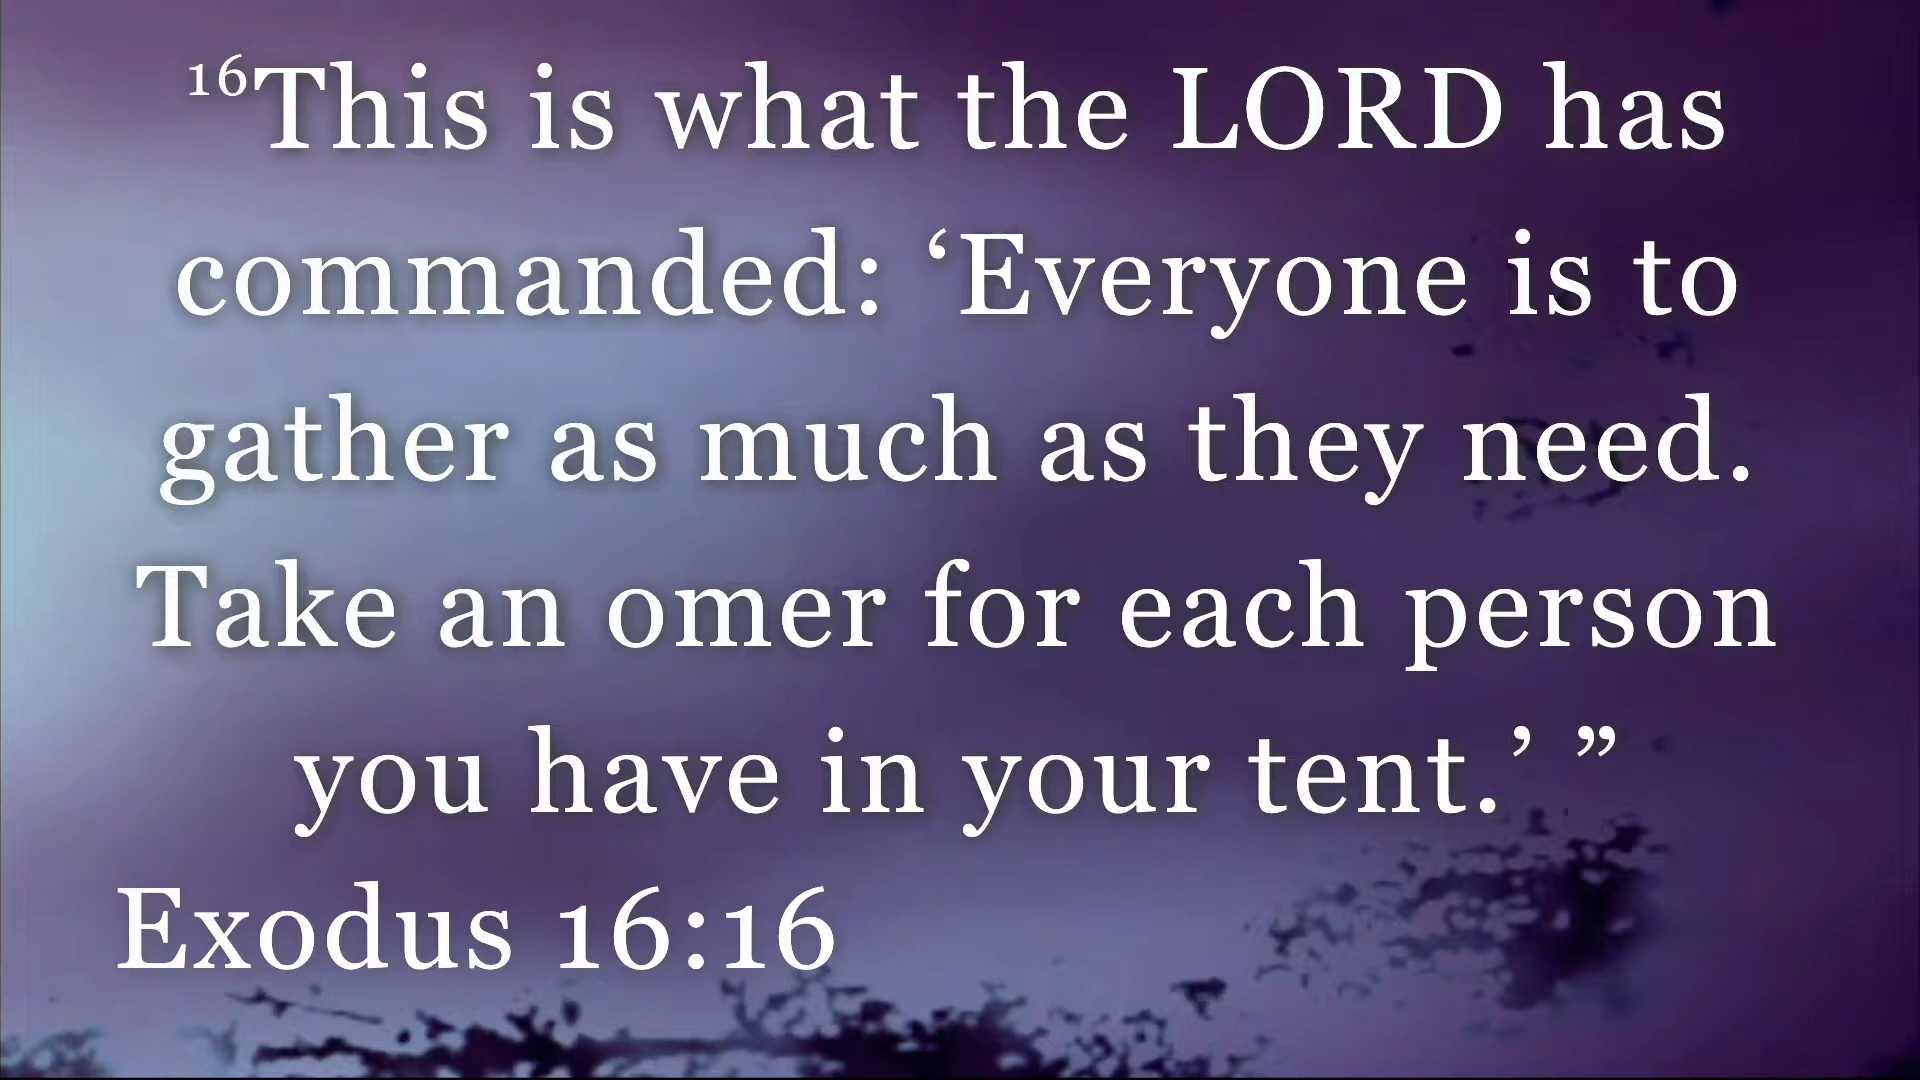 ¹⁶This is what the LORD has
commanded: ‘Everyone is to
gather as much as they need.
Take an omer for each person
you have in your tent.’ ”
Exodus 16:16